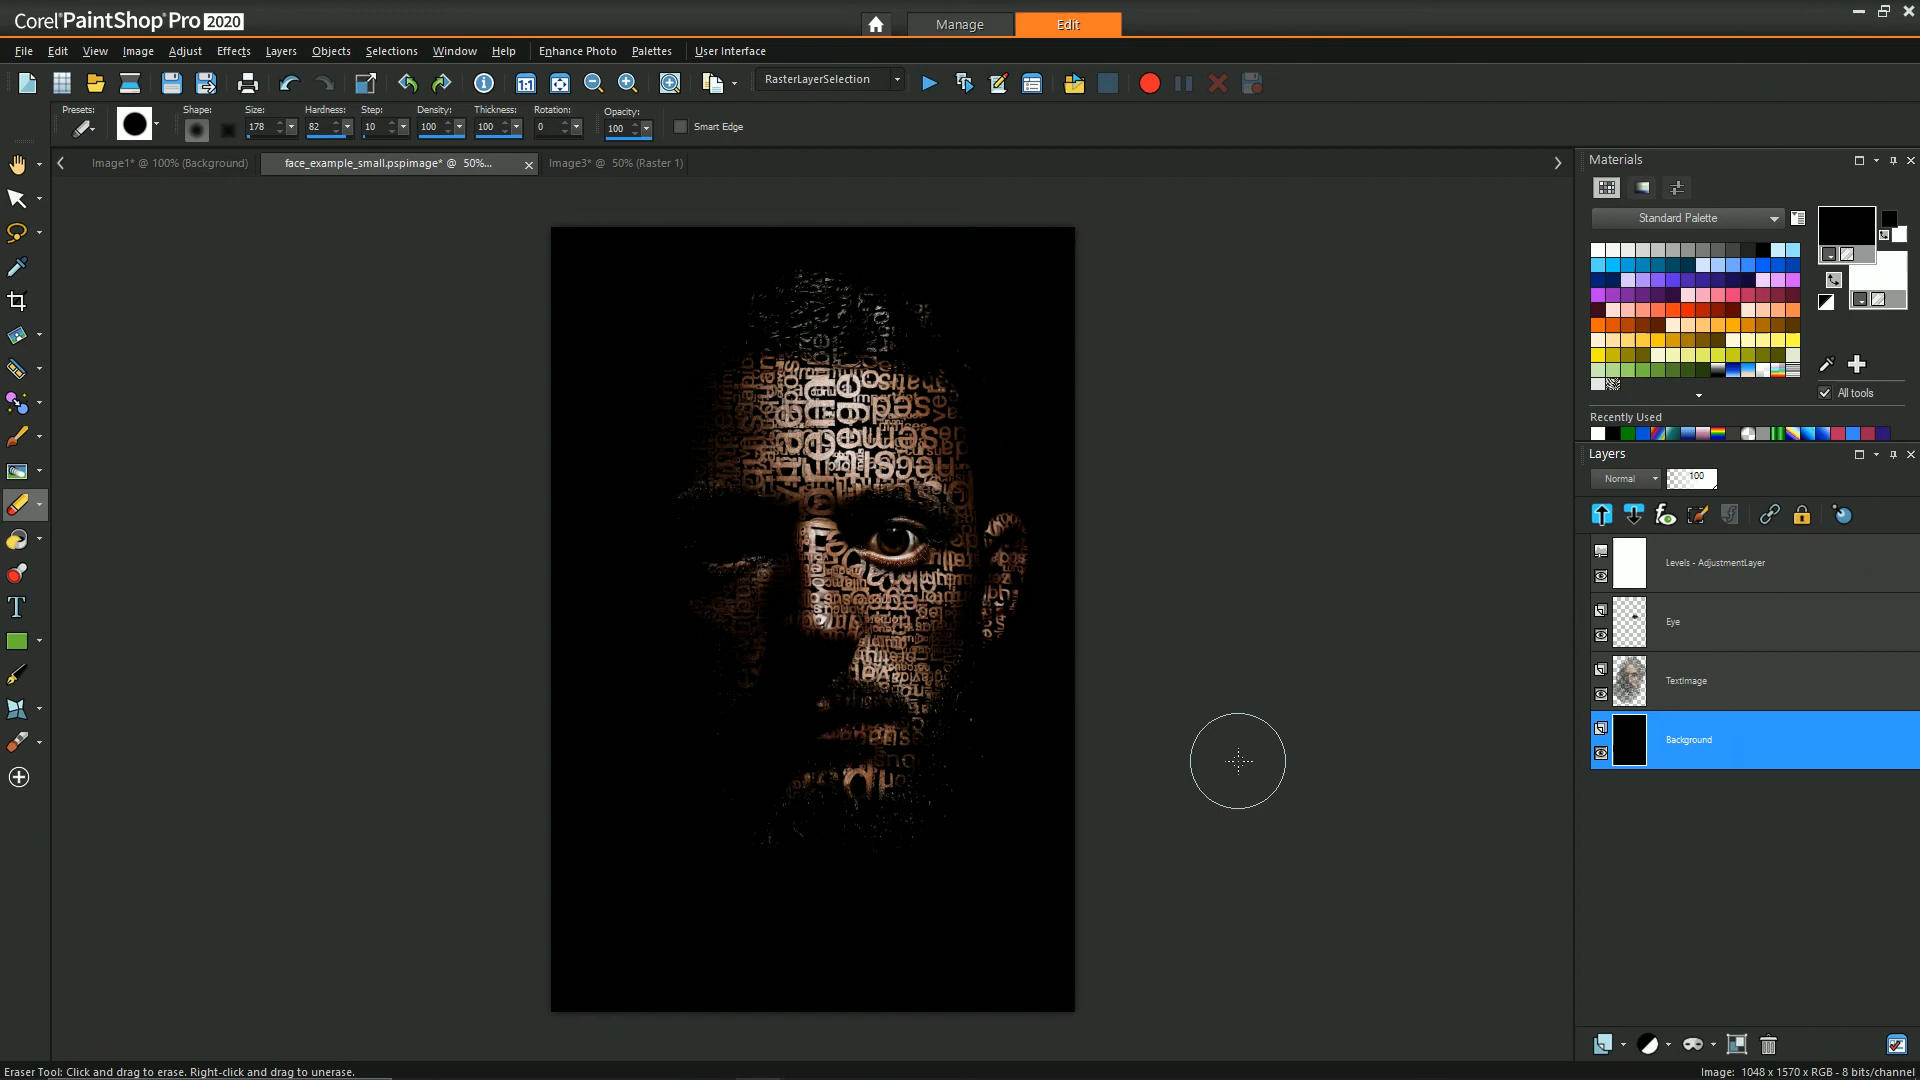 Corel PaintShop Pro 2020
Manage
Edit
File Edit View Image Adjust Effects Layers Objects Selections Window Help Enhance Photo Palettes User Interface
RasterLayerSelection
Presets: Shape: Size: Hardness: Step: Density: Thickness: Rotation: Opacity:
178 82 10 100 100 0 100 Smart Edge
Image1* @ 100% (Background)
face_example_small.pspimage* @ 50%...
Image3* @ 50% (Raster 1)
Materials
Standard Palette
All tools
Recently Used
Layers
Normal 100
Levels - AdjustmentLayer
Eye
TextImage
Background
Eraser Tool: Click and drag to erase. Right-click and drag to unerase.
Image: 1048 x 1570 x RGB - 8 bits/channel